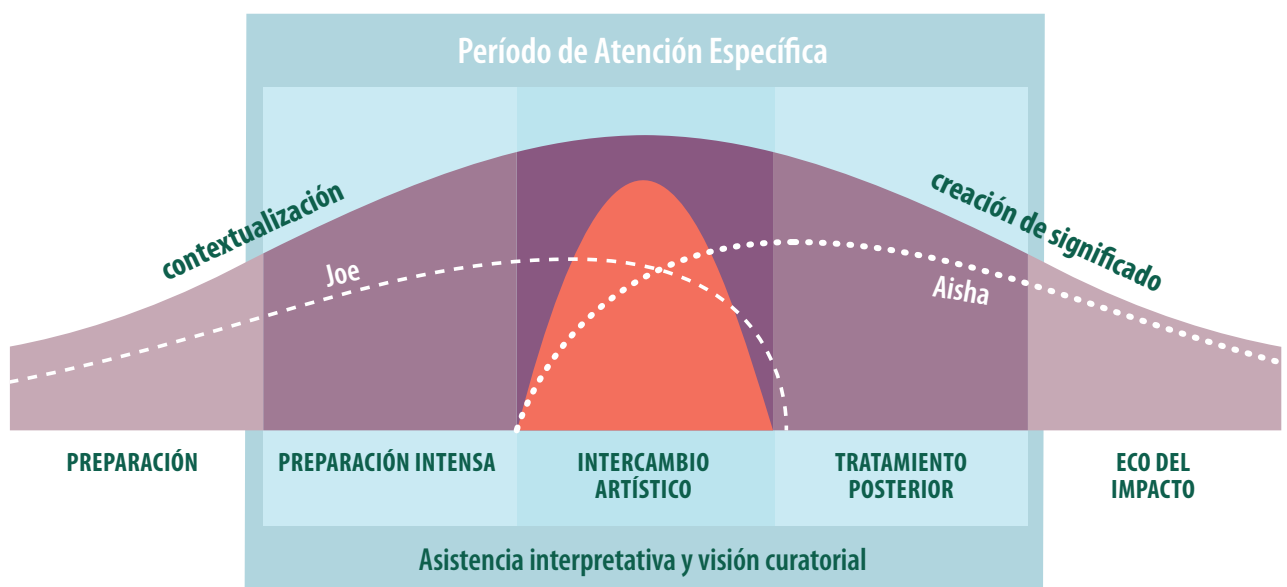 Período de Atención Específica
contextualización
creación de significado
Joe
Aisha
PREPARACIÓN
PREPARACIÓN INTENSA
INTERCAMBIO
ARTÍSTICO
TRATAMIENTO
POSTERIOR
ECO DEL
IMPACTO
Asistencia interpretativa y visión curatorial